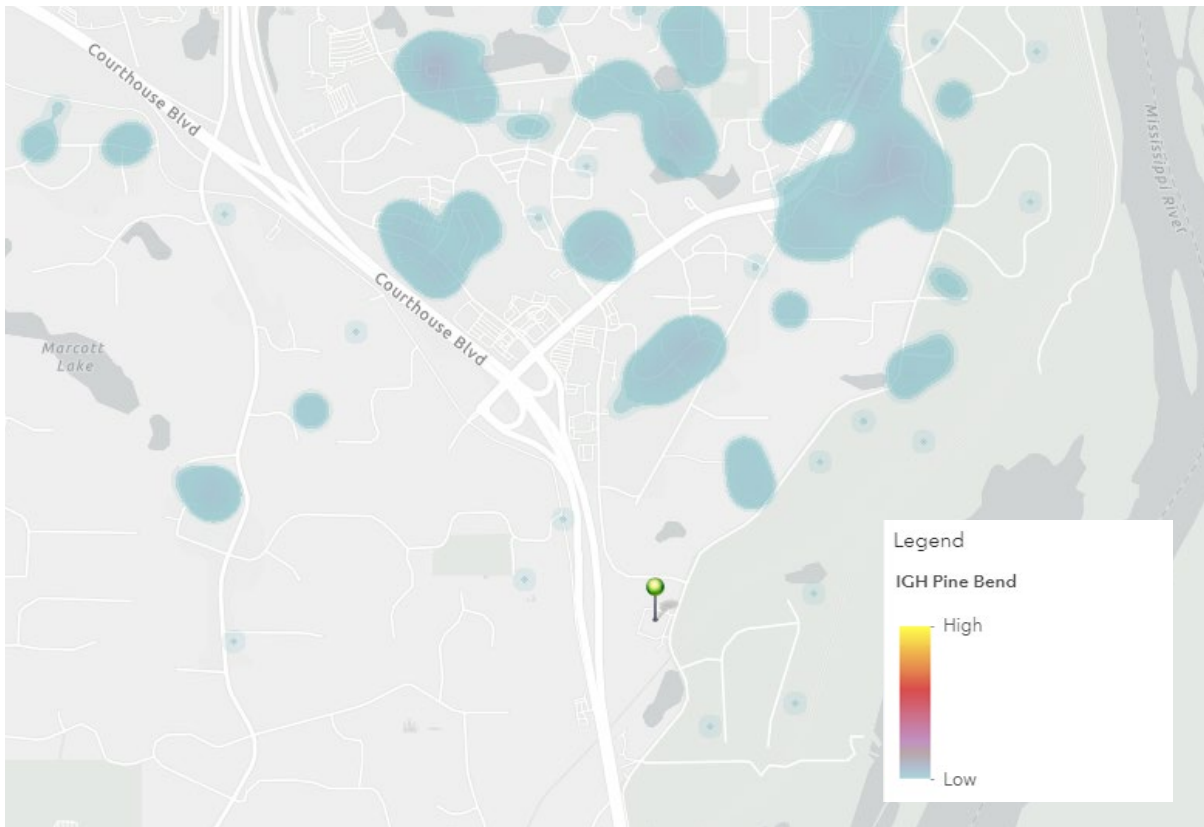 Courthouse Blvd
Mississippi River
Courthouse Blvd
Marcott
Lake
Legend
IGH Pine Bend
High
Low